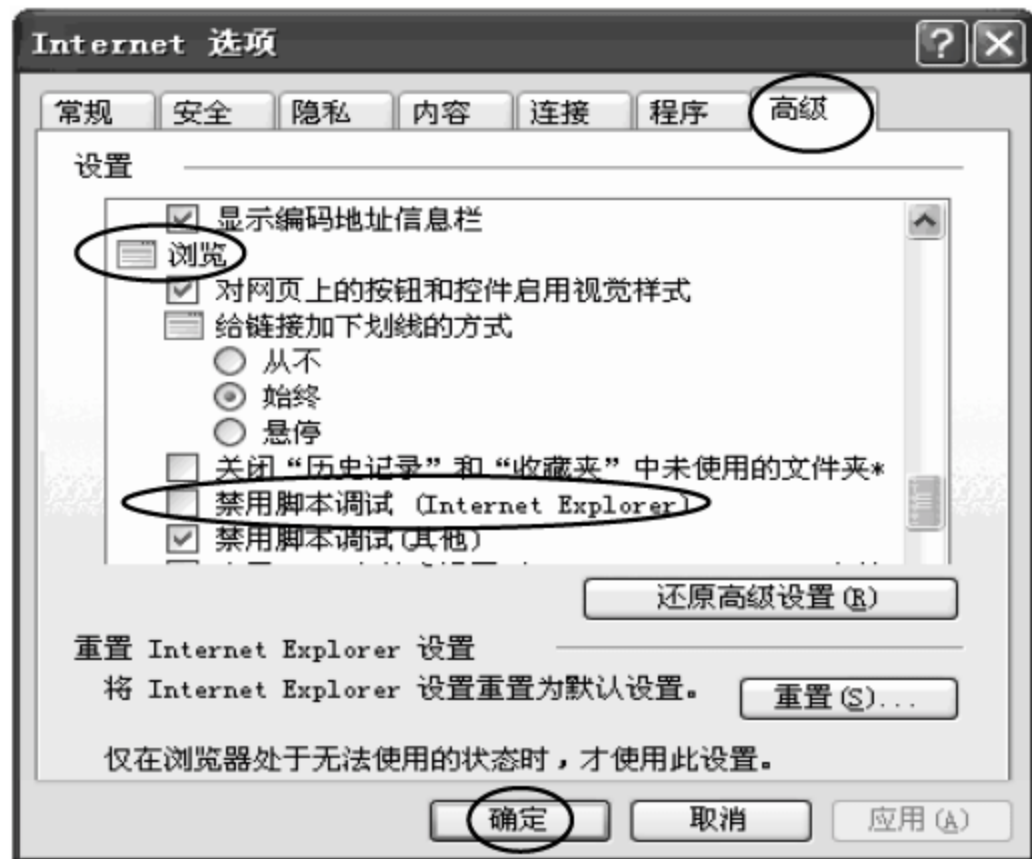 Internet 选项
常规 安全 隐私 内容 连接 程序 高级
设置
显示编码地址信息栏
浏览
对网页上的按钮和控件启用视觉样式
给链接加下划线的方式
从不
始终
悬停
关闭“历史记录”和“收藏夹”中未使用的文件夹*
禁用脚本调试 (Internet Explorer)
禁用脚本调试(其他)
还原高级设置(R)
重置 Internet Explorer 设置
将 Internet Explorer 设置重置为默认设置。
重置(S)...
仅在浏览器处于无法使用的状态时，才使用此设置。
确定 取消 应用(A)